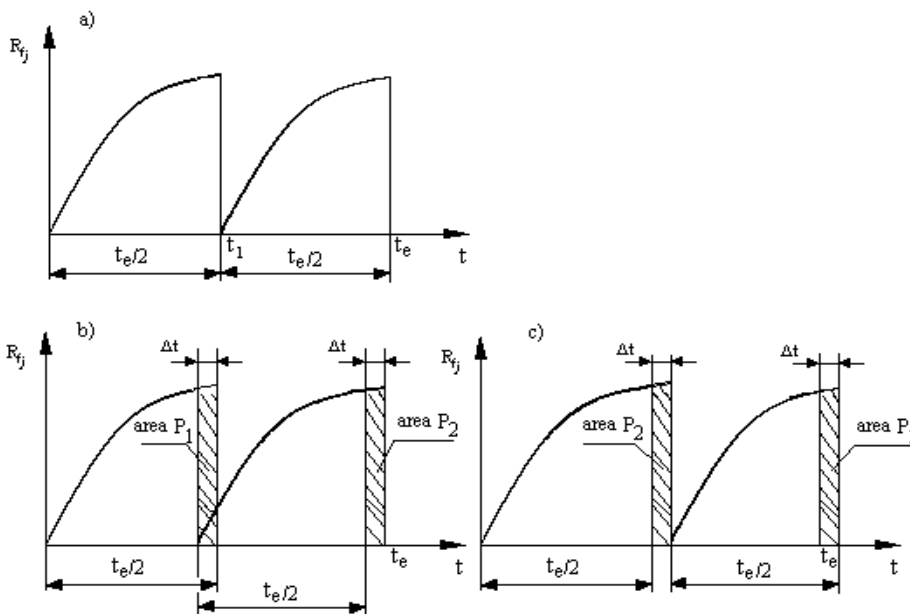 a)
R_fj
t_1
t_e
t
t_e/2
t_e/2
b)
R_fj
Δt
Δt
area P_1
area P_2
t_e
t
t_e/2
t_e/2
c)
R_fj
Δt
Δt
area P_2
area P
t_e
t
t_e/2
t_e/2